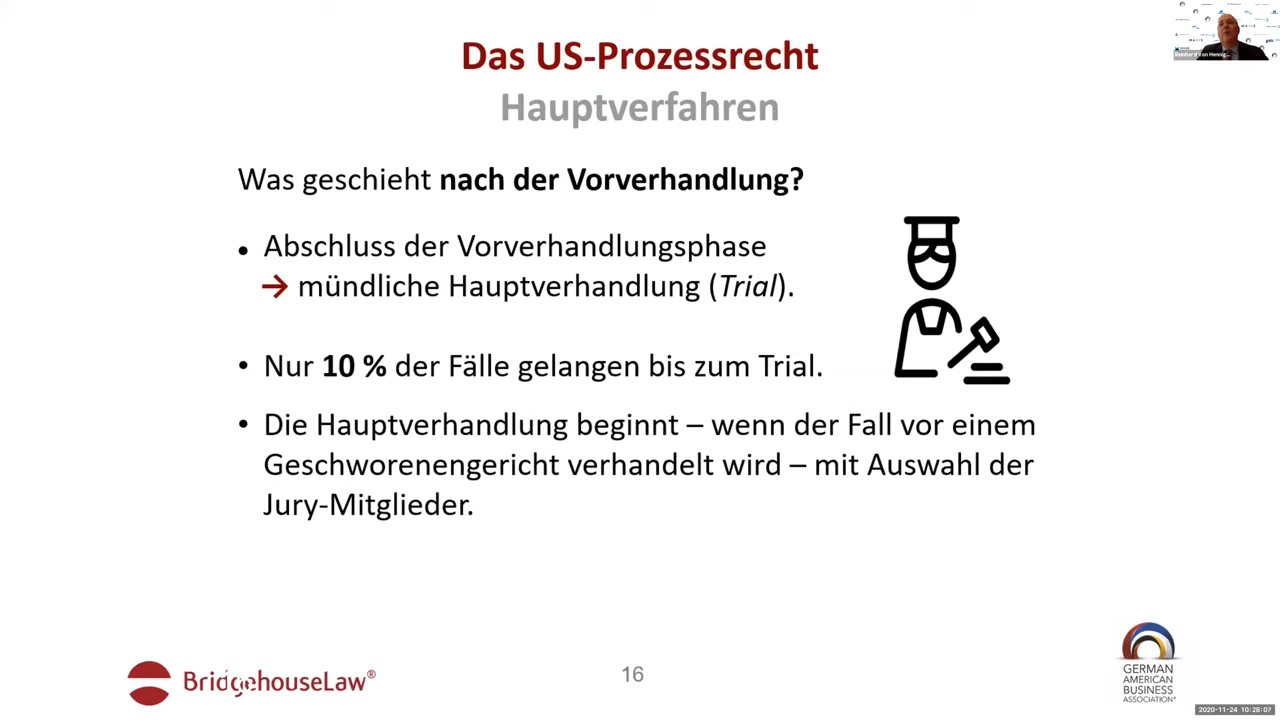 Das US-Prozessrecht
Hauptverfahren
Was geschieht nach der Vorverhandlung?
• Abschluss der Vorverhandlungsphase
→ mündliche Hauptverhandlung (Trial).
• Nur 10 % der Fälle gelangen bis zum Trial.
• Die Hauptverhandlung beginnt – wenn der Fall vor einem
Geschworenengericht verhandelt wird – mit Auswahl der
Jury-Mitglieder.
BridgehouseLaw®
16
GERMAN
AMERICAN
BUSINESS
ASSOCIATION®
2020-11-24 10:28:07